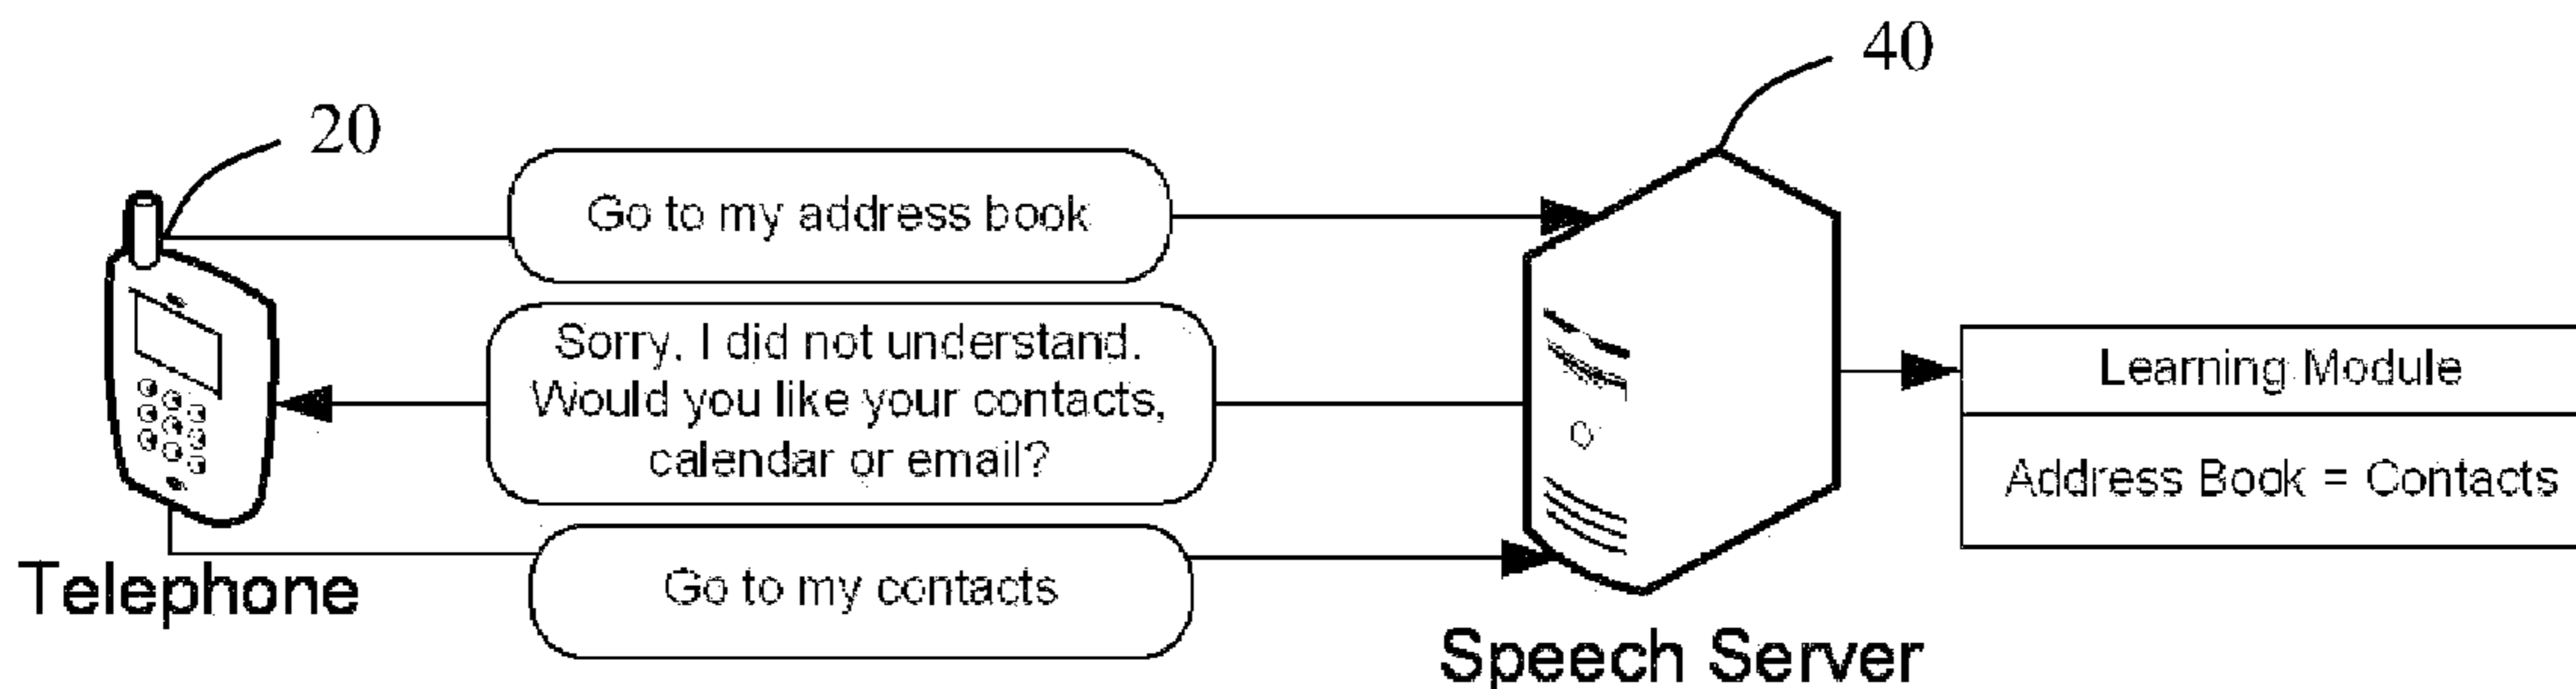 40
20
Go to my address book
Sorry, I did not understand.
Would you like your contacts,
calendar or email?
Learning Module
Address Book = Contacts
Go to my contacts
Telephone
Speech Server